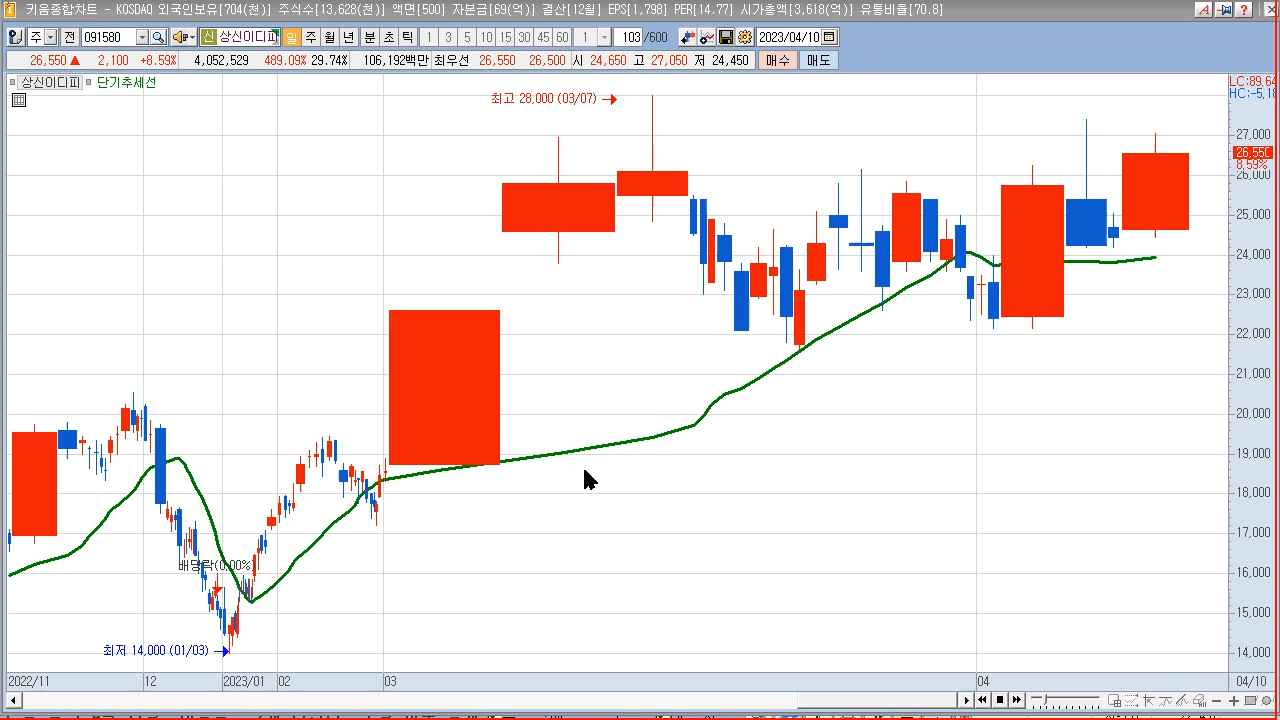 키움종합차트 - KOSDAQ 외국인보유[704(천)] 주식수[13,628(천)] 액면[500] 자본금[69(억)] 결산[12월] EPS[1,798] PER[1.77] 시가총액[3,618(억)] 유통비율[70.8]
주 전 091580 신 상신이디피 일 주 월 년 분 초 틱 1 3 5 10 15 30 45 60 1 103 /600 2023/04/10
26,550 ▲ 2,100 +8.59% 4,052,529 489.09% 29.74% 106,192백만 최우선 26,550 26,500 시 24,650 고 27,050 저 24,450 매수 매도
상신이디피 단기추세선
LC:89.64
HC:-5.18
최고 28,000 (03/07) →
27,000
26,550
8.59%
26,000
25,000
24,000
23,000
22,000
21,000
20,000
19,000
18,000
17,000
배당락(0.00%)
16,000
15,000
최저 14,000 (01/03) →
14,000
2022/11 12 2023/01 02 03 04 04/10